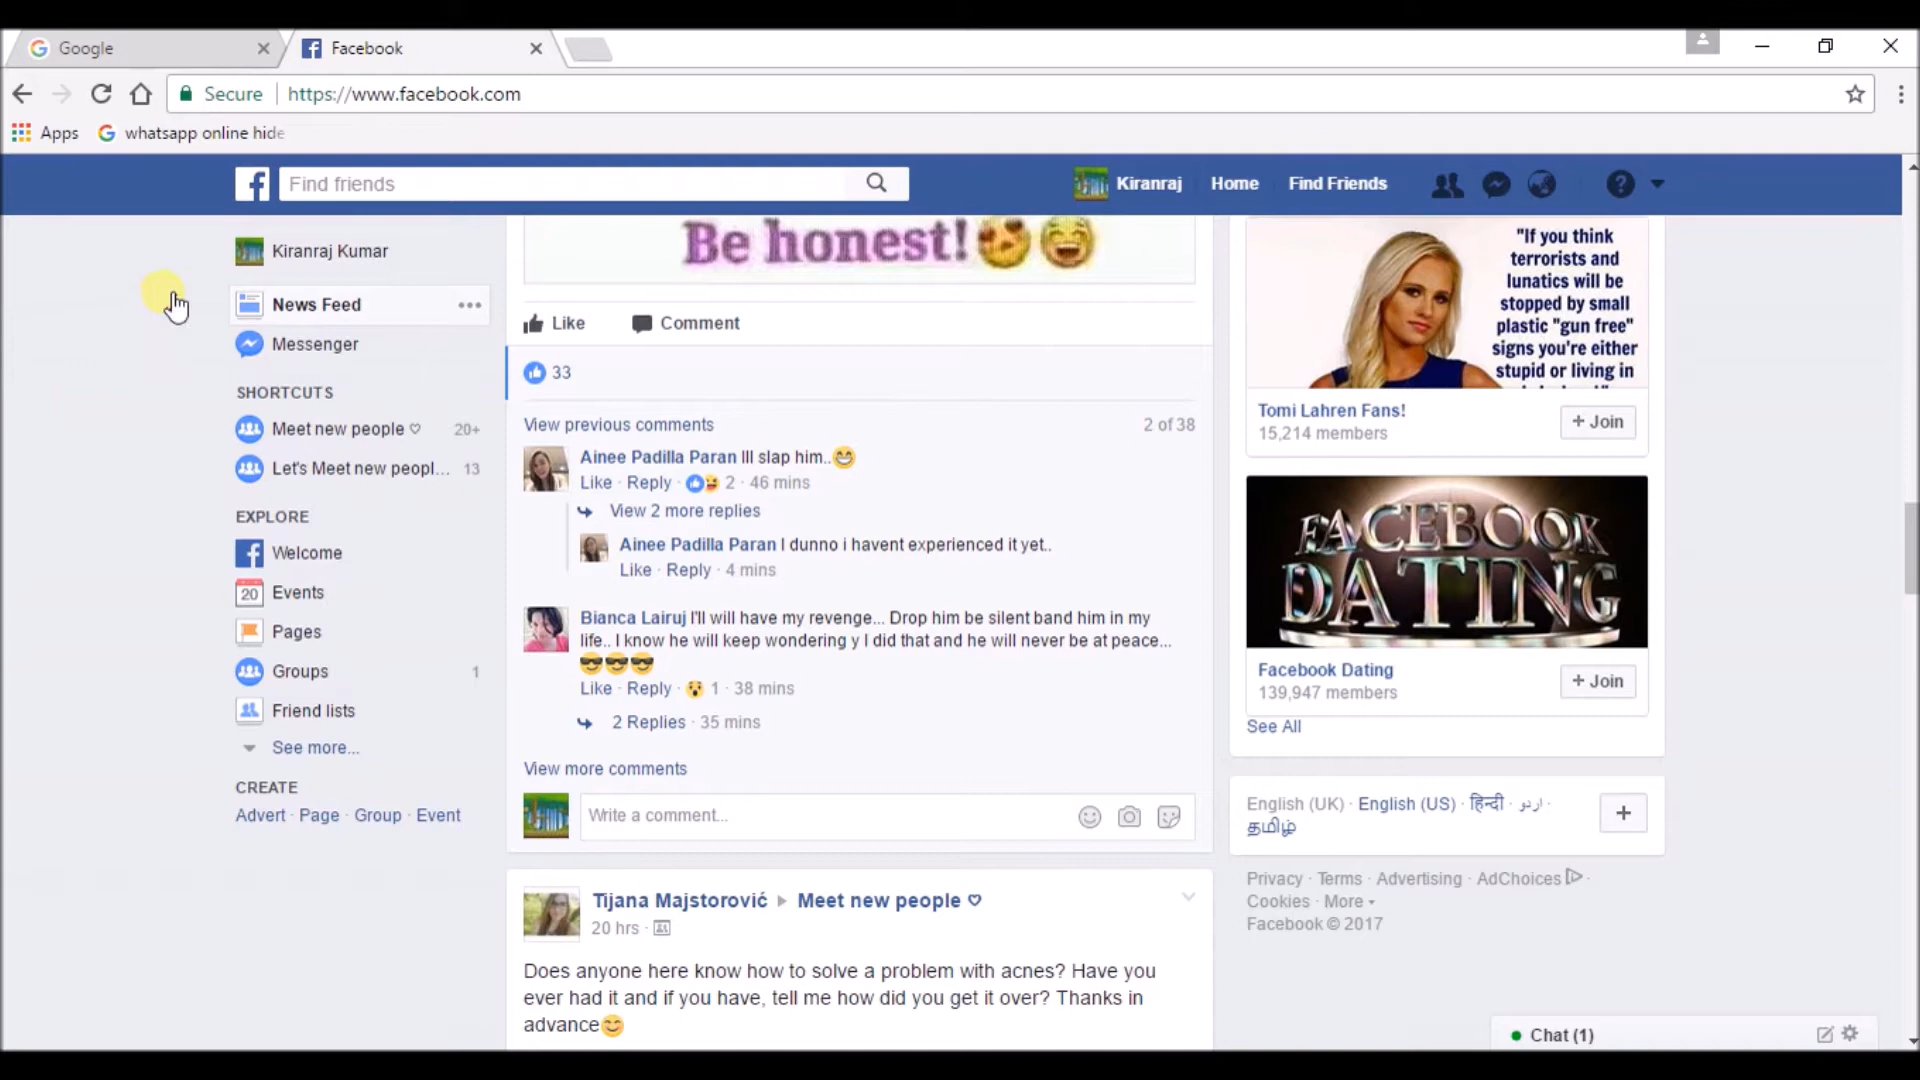 Google
Facebook
Secure
https://www.facebook.com
Apps
whatsapp online hide
Find friends
Kiranraj
Home
Find Friends
Kiranraj Kumar
News Feed
Messenger
SHORTCUTS
Meet new people ♡ 20+
Let's Meet new peopl... 13
EXPLORE
Welcome
20 Events
Pages
Groups 1
Friend lists
See more...
CREATE
Advert · Page · Group · Event
Be honest!😍😄
Like Comment
33
View previous comments 2 of 38
Ainee Padilla Paran Ill slap him..😁
Like · Reply · 2 · 46 mins
View 2 more replies
Ainee Padilla Paran I dunno i havent experienced it yet..
Like · Reply · 4 mins
Bianca Lairuj I'll will have my revenge... Drop him be silent band him in my
life.. I know he will keep wondering y I did that and he will never be at peace...
😎😎😎
Like · Reply · 😮 1 · 38 mins
2 Replies · 35 mins
View more comments
Write a comment...
Tijana Majstorović ▸ Meet new people ♡
20 hrs ·
Does anyone here know how to solve a problem with acnes? Have you
ever had it and if you have, tell me how did you get it over? Thanks in
advance😊
"If you think
terrorists and
lunatics will be
stopped by small
plastic "gun free"
signs you're either
stupid or living in
Tomi Lahren Fans!
15,214 members
+ Join
FACEBOOK
DATING
Facebook Dating
139,947 members
+ Join
See All
English (UK) · English (US) · हिन्दी · اردو ·
தமிழ்
+
Privacy · Terms · Advertising · AdChoices ·
Cookies · More
Facebook © 2017
Chat (1)